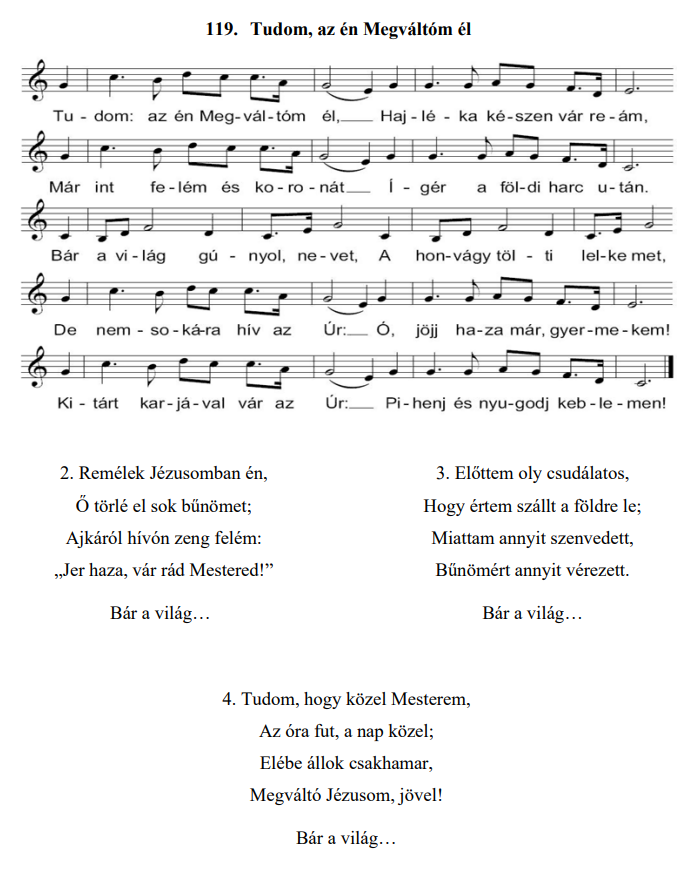 119. Tudom, az én Megváltóm él
Tu - dom: az én Meg - vál - tóm él,___ Haj - lé - ka ké - szen vár re - ám,
Már int fe - lém és ko - ro - nát___ Í - gér a föl - di harc u - tán.
Bár a vi - lág gú - nyol, ne - vet, A hon - vágy töl - ti lel - ke met,
De nem - so - ká - ra hív az Úr:___ Ó, jöjj ha - za már, gyer - me - kem!
Ki - tárt kar - já - val vár az Úr:___ Pi - henj és nyu - godj keb - le - men!
2. Remélek Jézusomban én,
Ő törlé el sok bűnömet;
Ajkáról hívón zeng felém:
„Jer haza, vár rád Mestered!”
Bár a világ…
3. Előttem oly csudálatos,
Hogy értem szállt a földre le;
Miattam annyit szenvedett,
Bűnömért annyit vérezett.
Bár a világ…
4. Tudom, hogy közel Mesterem,
Az óra fut, a nap közel;
Elébe állok csakhamar,
Megváltó Jézusom, jövel!
Bár a világ…